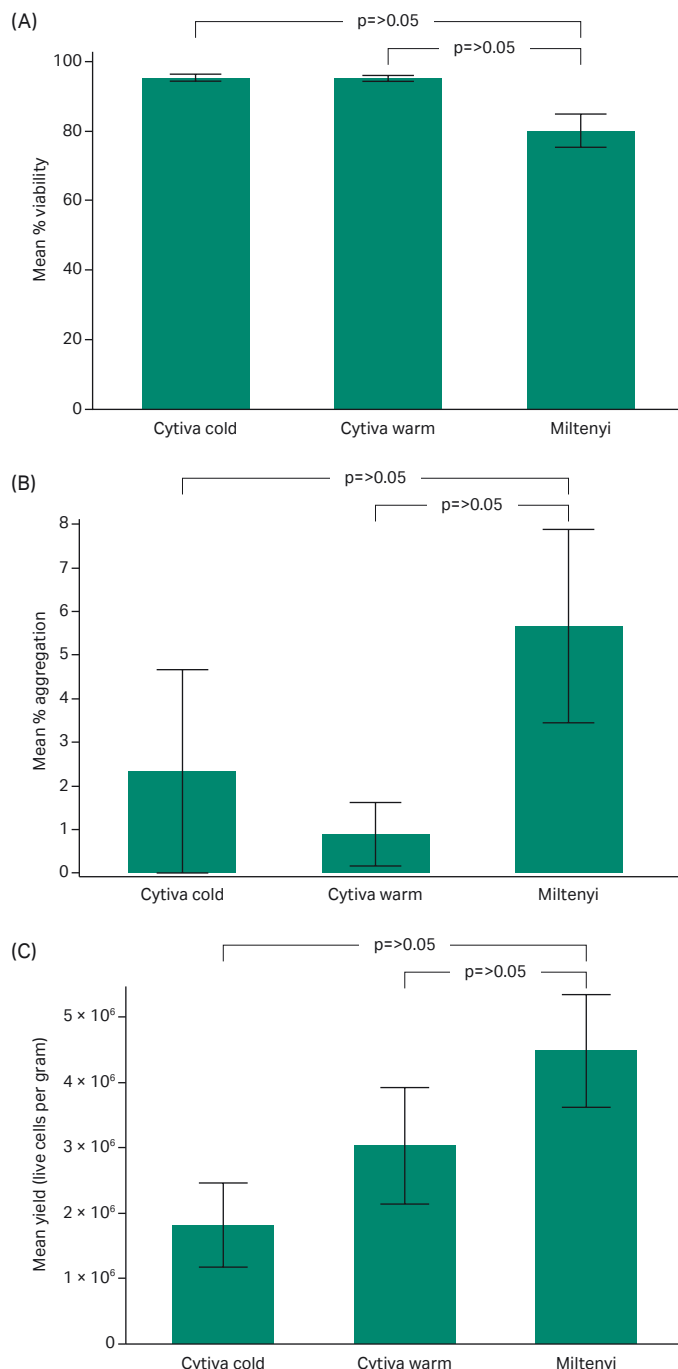 (A)
p=>0.05
p=>0.05
100
80
60
40
20
0
Mean % viability
Cytiva cold Cytiva warm Miltenyi
(B)
p=>0.05
p=>0.05
8
7
6
5
4
3
2
1
0
Mean % aggregation
Cytiva cold Cytiva warm Miltenyi
(C)
p=>0.05
p=>0.05
5 × 10⁶
4 × 10⁶
3 × 10⁶
2 × 10⁶
1 × 10⁶
0
Mean yield (live cells per gram)
Cytiva cold Cytiva warm Miltenyi